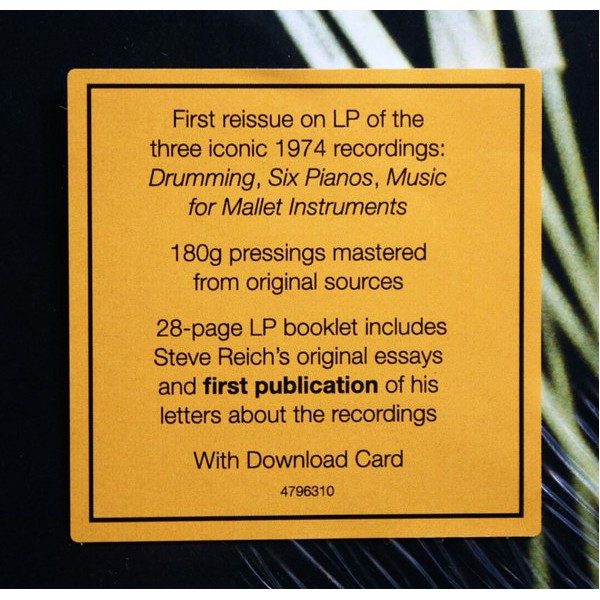 First reissue on LP of the
three iconic 1974 recordings:
Drumming, Six Pianos, Music
for Mallet Instruments
180g pressings mastered
from original sources
28-page LP booklet includes
Steve Reich's original essays
and first publication of his
letters about the recordings
With Download Card
4796310